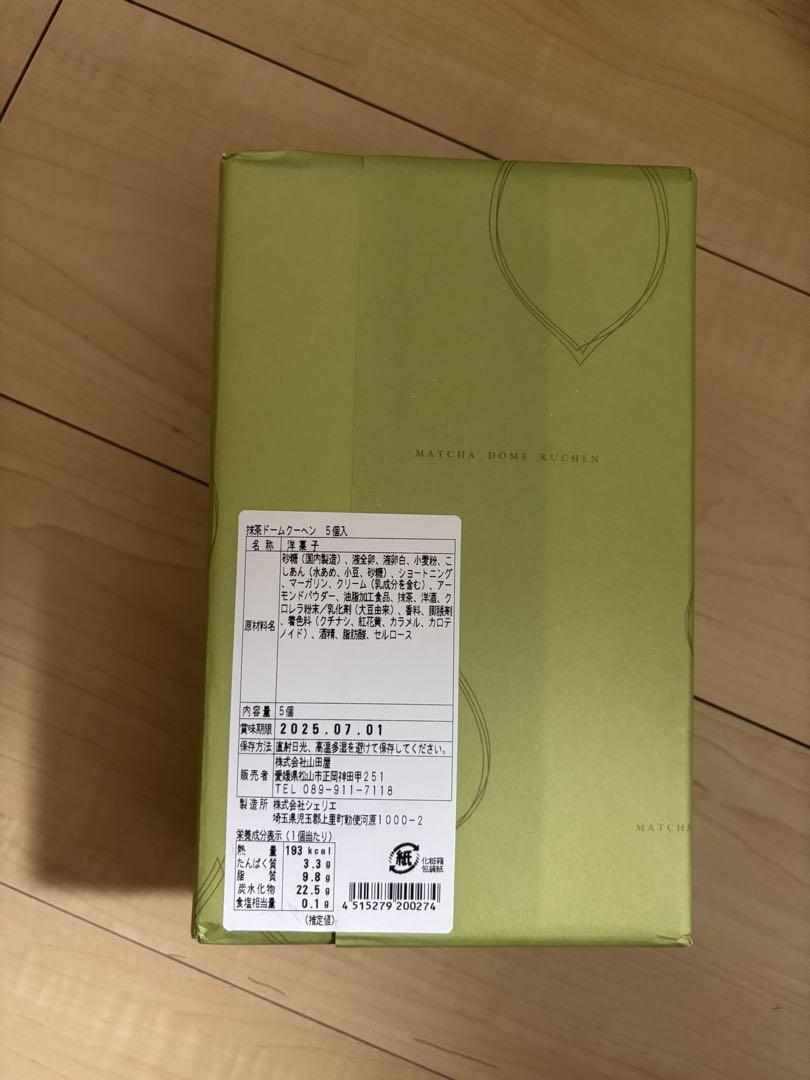 MATCHA DOME KUCHEN
抹茶ドームクーヘン 5個入
名称 洋菓子
原材料名
砂糖(国内製造)、液全卵、液卵白、小麦粉、こ
しあん(水あめ、小豆、砂糖)、ショートニング
、マーガリン、クリーム(乳成分を含む)、アー
モンドパウダー、油脂加工食品、抹茶、洋酒、ク
ロレラ粉末/乳化剤(大豆由来)、香料、膨脹剤
、着色料(クチナシ、紅花黄、カラメル、カロテ
ノイド)、酒精、脂肪酸、セルロース
内容量 5個
賞味期限 2025.07.01
保存方法 直射日光、高温多湿を避けて保存してください。
販売者
株式会社山田屋
愛媛県松山市正岡神田甲251
TEL 089-911-7118
製造所 株式会社シェリエ
埼玉県児玉郡上里町勅使河原1000-2
栄養成分表示(1個当たり)
熱量 193 kcal
たんぱく質 3.3 g
脂質 9.8 g
炭水化物 22.5 g
食塩相当量 0.1 g
(推定値)
紙
化粧箱
包装紙
4 515279 200274
MATCHA